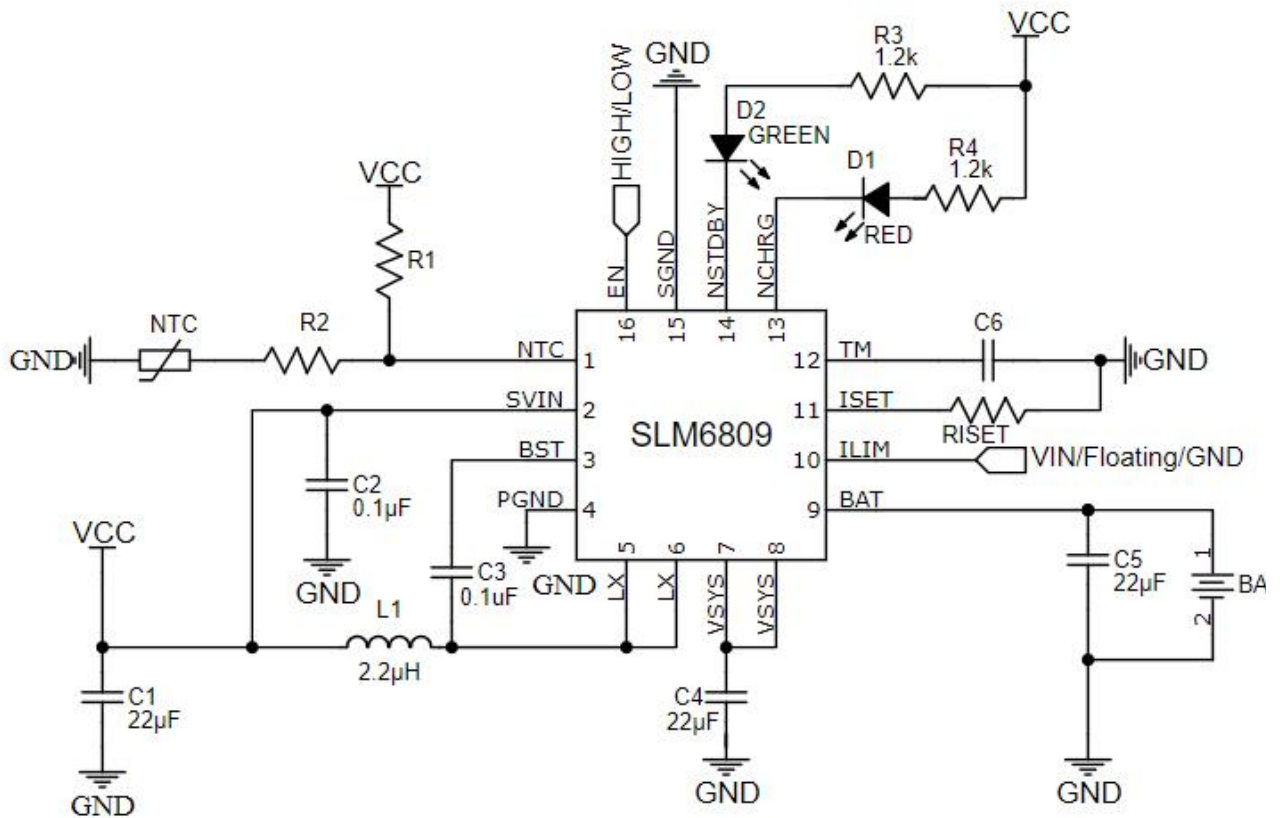 VCC
R3
1.2k
GND
HIGH/LOW
D2
GREEN
D1
R4
1.2k
RED
VCC
R1
EN
SGND
NSTDBY
NCHRG
16
15
14
13
NTC
R2
GND
NTC
1
12
TM
C6
GND
SVIN
2
11
ISET
RISET
SLM6809
BST
3
10
ILIM
VIN/Floating/GND
C2
0.1µF
GND
PGND
4
9
BAT
GND
5
6
7
8
LX
LX
VSYS
VSYS
C3
0.1uF
C5
22µF
1
2
BA
VCC
L1
2.2µH
C1
22µF
GND
C4
22µF
GND
GND